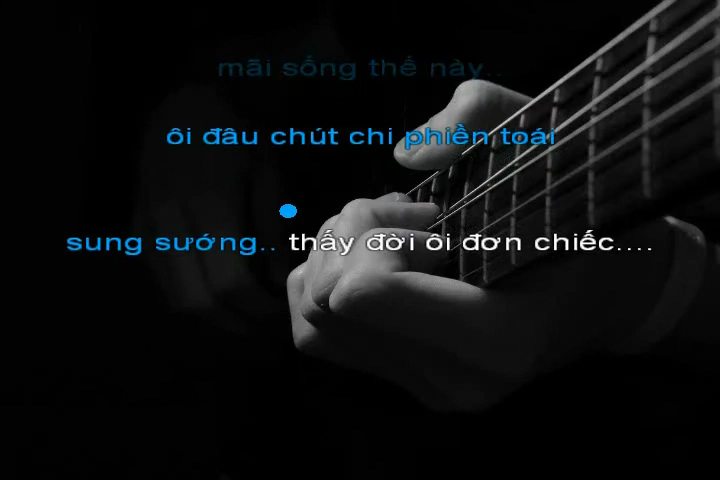 mãi sống thế này..
ôi đâu chút chi phiền toái
sung sướng.. thấy đời ôi đơn chiếc....